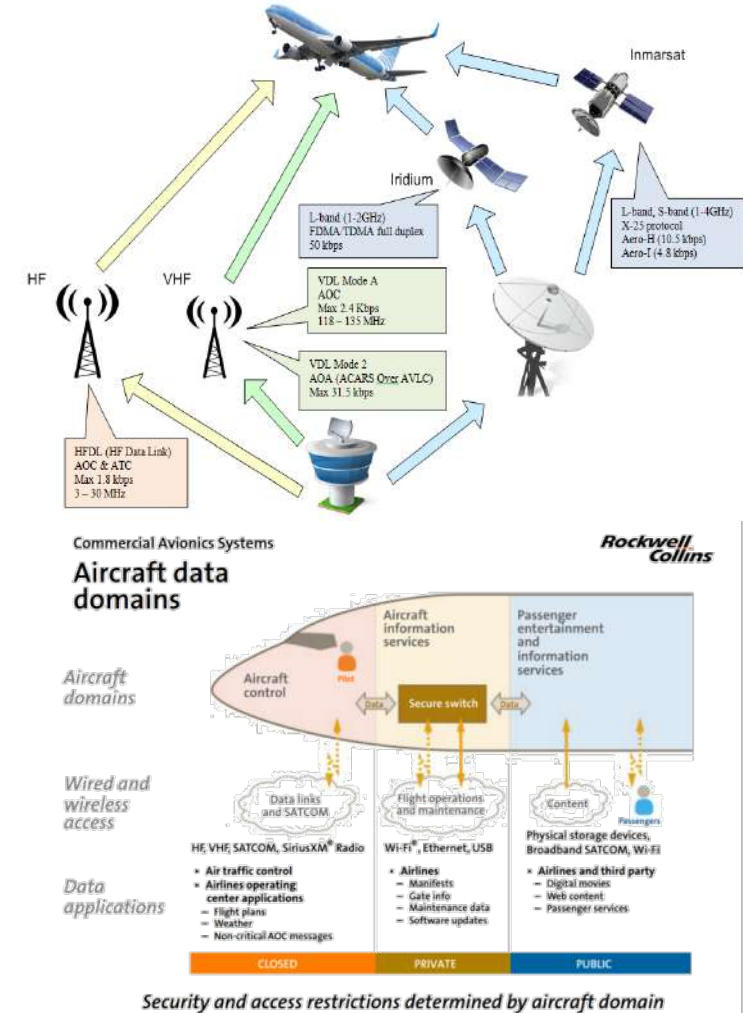 Inmarsat
Iridium
L-band (1-2GHz)
FDMA/TDMA full duplex
50 kbps
L-band, S-band (1-4GHz)
X-25 protocol
Aero-H (10.5 kbps)
Aero-I (4.8 kbps)
HF
VHF
VDL Mode A
AOC
Max 2.4 Kbps
118 – 135 MHz
VDL Mode 2
AOA (ACARS Over AVLC)
Max 31.5 kbps
HFDL (HF Data Link)
AOC & ATC
Max 1.8 kbps
3 – 30 MHz
Commercial Avionics Systems
Rockwell
Collins
Aircraft data
domains
Aircraft
domains
Aircraft
control
Pilot
Aircraft
information
services
Passenger
entertainment
and
information
services
Data
Secure switch
Data
Wired and
wireless
access
Data links
and SATCOM
Flight operations
and maintenance
Content
Passengers
HF, VHF, SATCOM, SiriusXM® Radio
Wi-Fi®, Ethernet, USB
Physical storage devices,
Broadband SATCOM, Wi-Fi
Data
applications
• Air traffic control
• Airlines operating
center applications
– Flight plans
– Weather
– Non-critical AOC messages
• Airlines
– Manifests
– Gate info
– Maintenance data
– Software updates
• Airlines and third party
– Digital movies
– Web content
– Passenger services
CLOSED
PRIVATE
PUBLIC
Security and access restrictions determined by aircraft domain